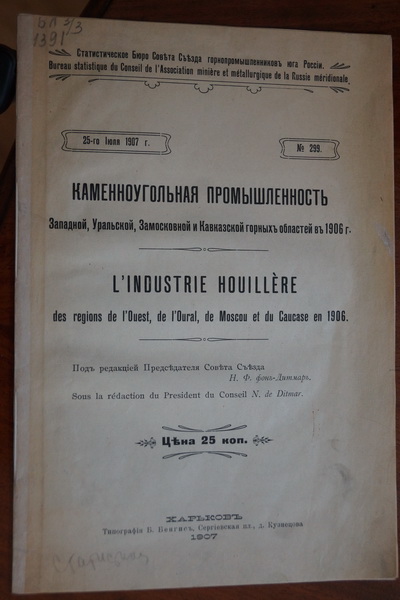 БЛ 3/3
1391
Статистическое Бюро Совѣта Съѣзда горнопромышленниковъ юга Россіи.
Bureau statistique du Conseil de l'Association minière et métallurgique de la Russie méridionale.
25-го Іюля 1907 г.
№ 299.
КАМЕННОУГОЛЬНАЯ ПРОМЫШЛЕННОСТЬ
Западной, Уральской, Замосковной и Кавказской горныхъ областей въ 1906 г.
L'INDUSTRIE HOUILLÈRE
des regions de l'Ouest, de l'Oural, de Moscou et du Caucase en 1906.
Подъ редакціей Предсѣдателя Совѣта Съѣзда
Н. Ф. фонъ-Дитмаръ.
Sous la rédaction du President du Conseil N. de Ditmar.
Цѣна 25 коп.
ХАРЬКОВЪ
Типографія Б. Бенгисъ, Сергіевская пл., д. Кузнецова
1907